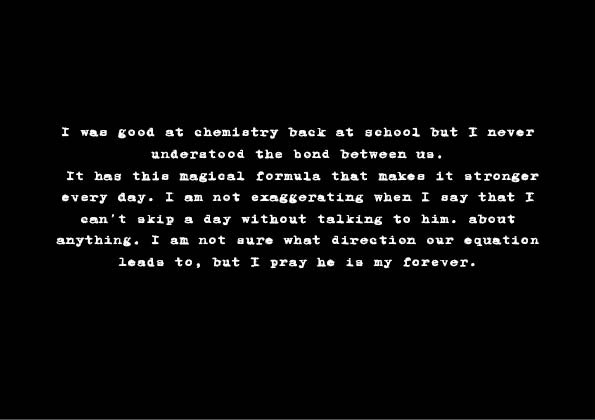 I was good at chemistry back at school but I never
understood the bond between us.
It has this magical formula that makes it stronger
every day. I am not exaggerating when I say that I
can't skip a day without talking to him. about
anything. I am not sure what direction our equation
leads to, but I pray he is my forever.